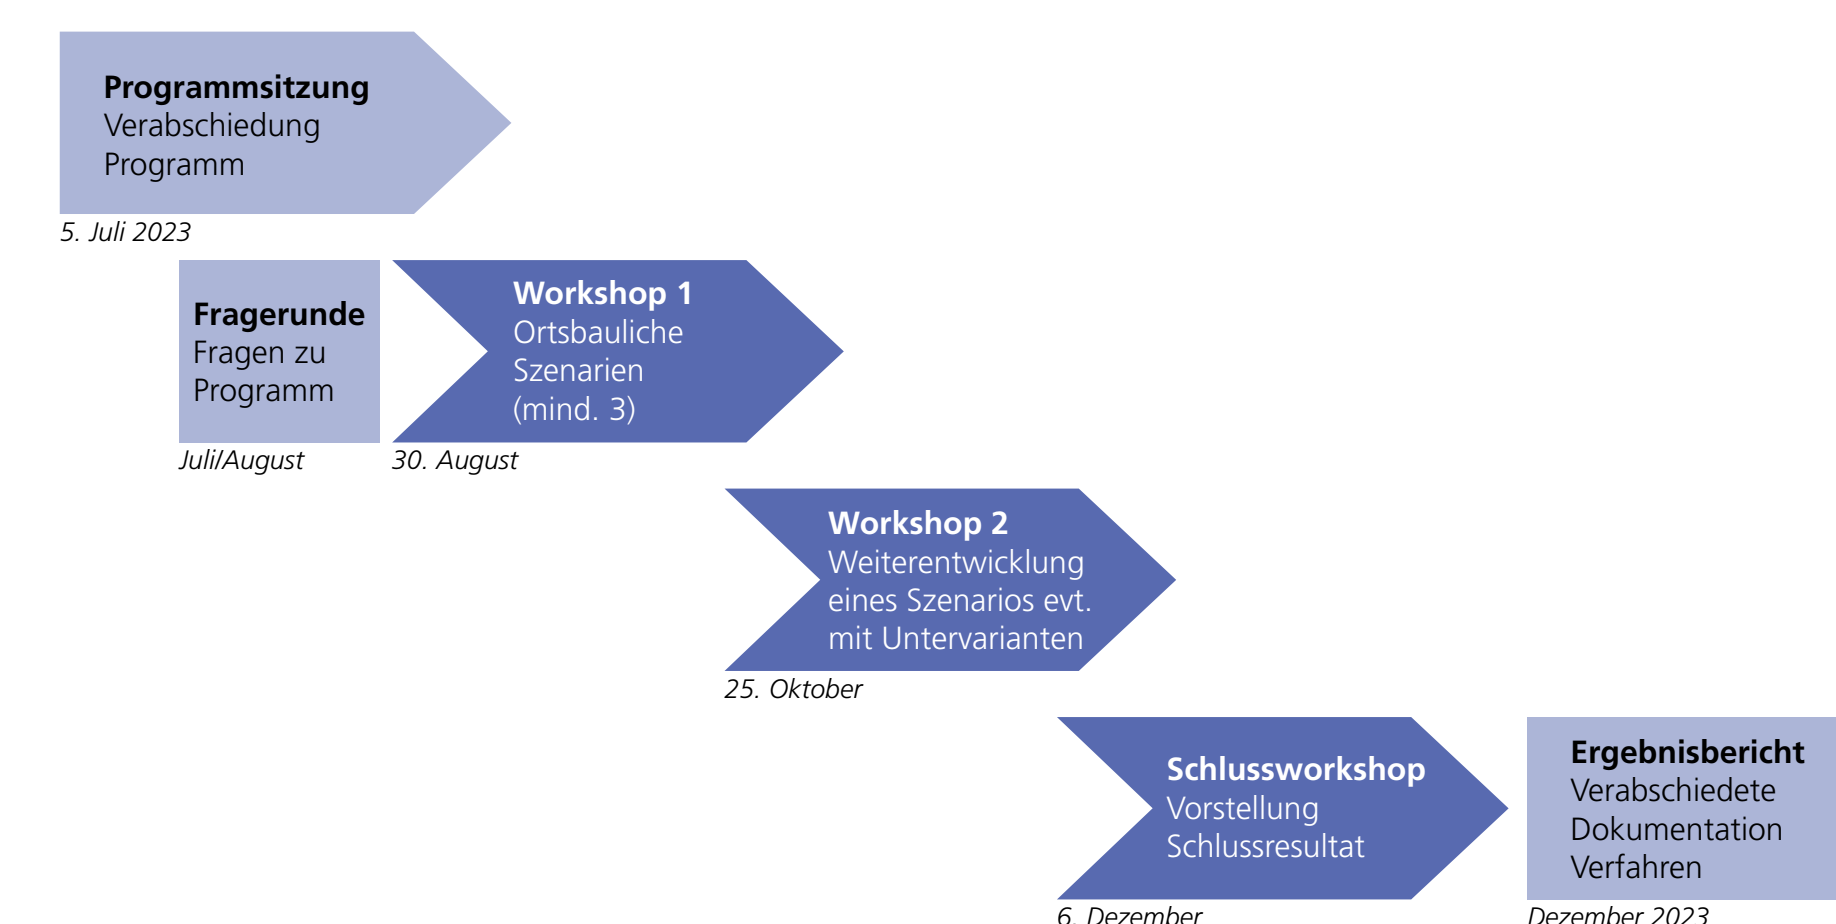 Programmsitzung
Verabschiedung
Programm
5. Juli 2023
Fragerunde
Fragen zu
Programm
Juli/August
Workshop 1
Ortsbauliche
Szenarien
(mind. 3)
30. August
Workshop 2
Weiterentwicklung
eines Szenarios evt.
mit Untervarianten
25. Oktober
Schlussworkshop
Vorstellung
Schlussresultat
6. Dezember
Ergebnisbericht
Verabschiedete
Dokumentation
Verfahren
Dezember 2023